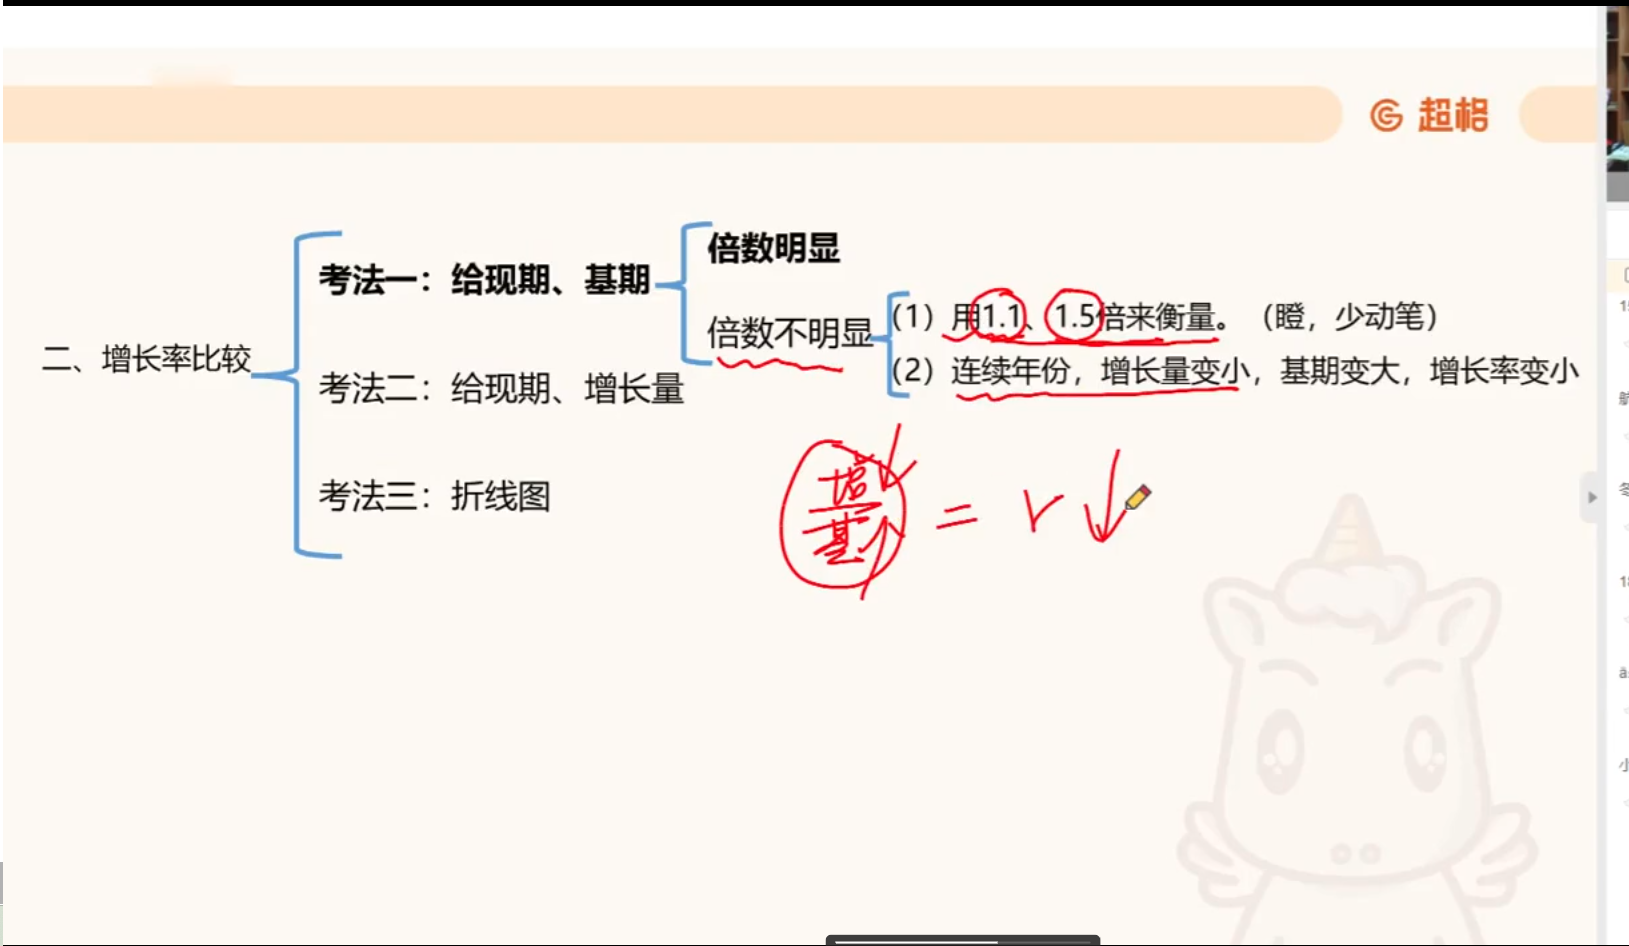 超格
倍数明显
考法一：给现期、基期
（1）用1.1、1.5倍来衡量。（瞪，少动笔）
倍数不明显
二、增长率比较
（2）连续年份，增长量变小，基期变大，增长率变小
考法二：给现期、增长量
增
基
= r
考法三：折线图